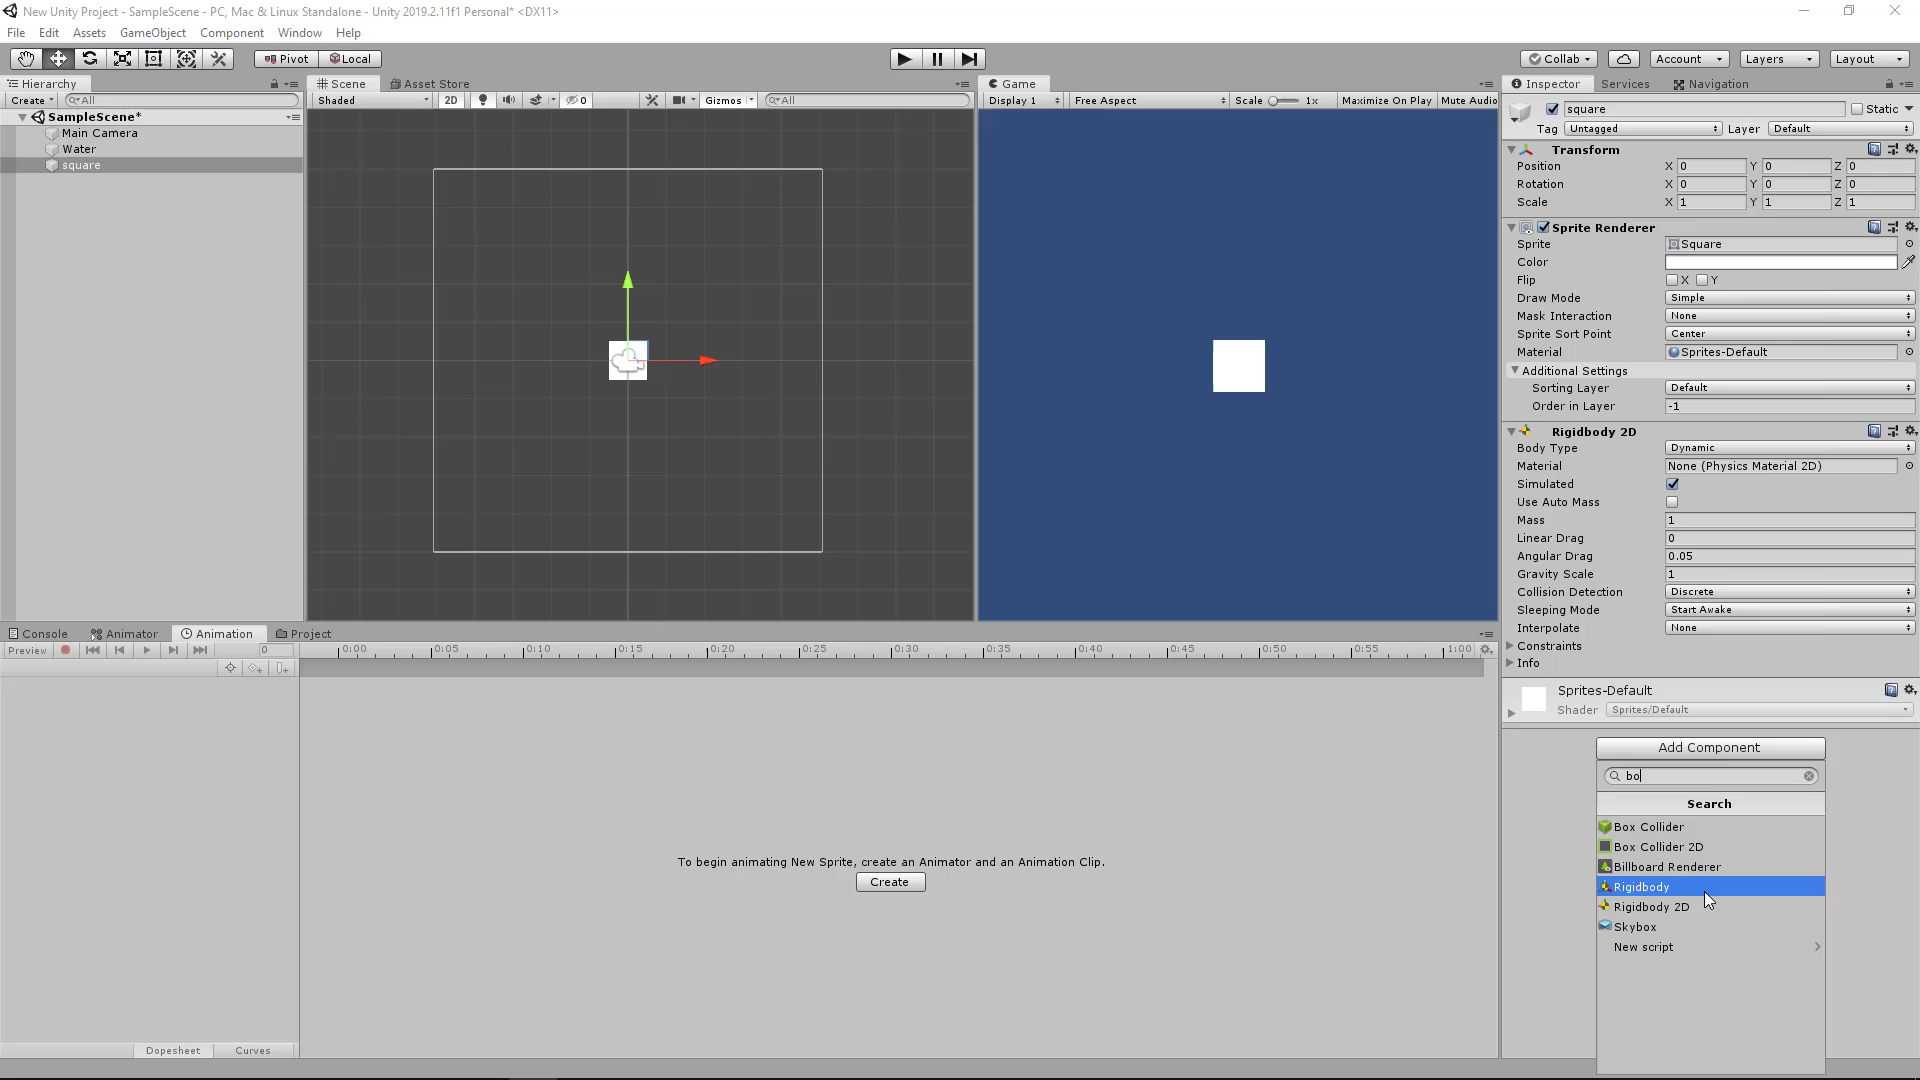 New Unity Project - SampleScene - PC, Mac & Linux Standalone - Unity 2019.2.11f1 Personal* <DX11>
File Edit Assets GameObject Component Window Help
Pivot Local Collab Account Layers Layout
Hierarchy
Create All
SampleScene*
Main Camera
Water
square
Scene Asset Store
Shaded 2D 0 Gizmos All
Game
Display 1 Free Aspect Scale 1x Maximize On Play Mute Audio
Inspector Services Navigation
square Static
Tag Untagged Layer Default
Transform
Position X 0 Y 0 Z 0
Rotation X 0 Y 0 Z 0
Scale X 1 Y 1 Z 1
Sprite Renderer
Sprite Square
Color
Flip X Y
Draw Mode Simple
Mask Interaction None
Sprite Sort Point Center
Material Sprites-Default
Additional Settings
Sorting Layer Default
Order in Layer -1
Rigidbody 2D
Body Type Dynamic
Material None (Physics Material 2D)
Simulated
Use Auto Mass
Mass 1
Linear Drag 0
Angular Drag 0.05
Gravity Scale 1
Collision Detection Discrete
Sleeping Mode Start Awake
Interpolate None
Constraints
Info
Sprites-Default
Shader Sprites/Default
Add Component
bo
Search
Box Collider
Box Collider 2D
Billboard Renderer
Rigidbody
Rigidbody 2D
Skybox
New script
Console Animator Animation Project
Preview 0 0:00 0:05 0:10 0:15 0:20 0:25 0:30 0:35 0:40 0:45 0:50 0:55 1:00
To begin animating New Sprite, create an Animator and an Animation Clip.
Create
Dopesheet Curves